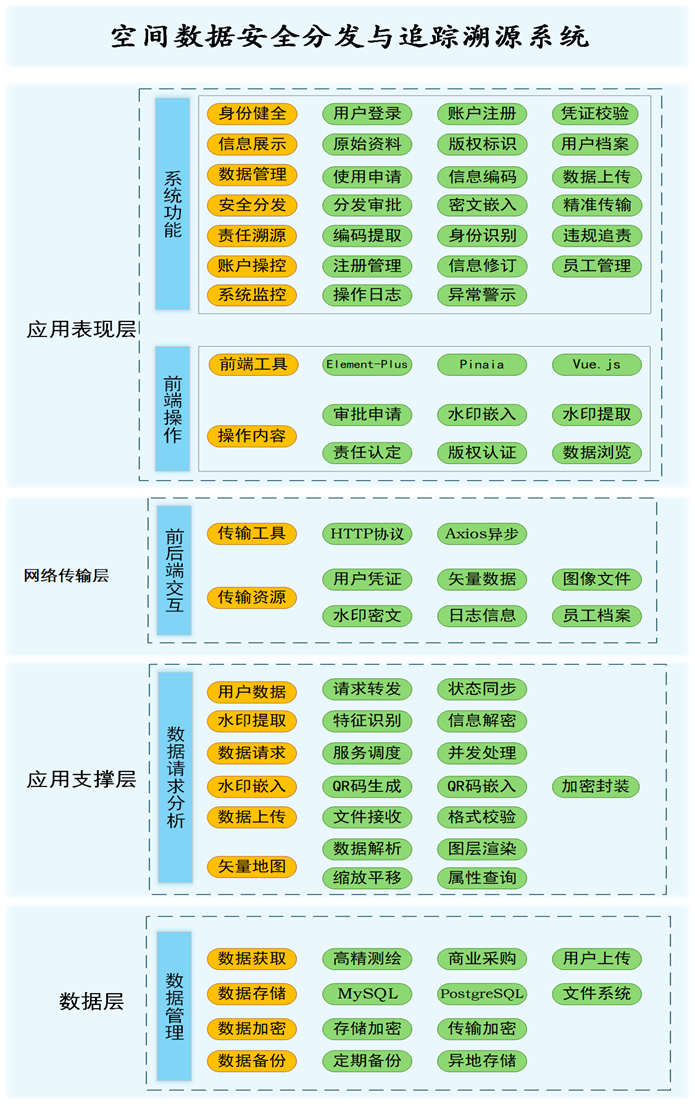 空间数据安全分发与追踪溯源系统
应用表现层
系统功能
身份健全 用户登录 账户注册 凭证校验
信息展示 原始资料 版权标识 用户档案
数据管理 使用申请 信息编码 数据上传
安全分发 分发审批 密文嵌入 精准传输
责任溯源 编码提取 身份识别 违规追责
账户操控 注册管理 信息修订 员工管理
系统监控 操作日志 异常警示
前端操作
前端工具 Element-Plus Pinaia Vue.js
操作内容
审批申请 水印嵌入 水印提取
责任认定 版权认证 数据浏览
网络传输层
前后端交互
传输工具 HTTP协议 Axios异步
传输资源
用户凭证 矢量数据 图像文件
水印密文 日志信息 员工档案
应用支撑层
数据请求分析
用户数据 请求转发 状态同步
水印提取 特征识别 信息解密
数据请求 服务调度 并发处理
水印嵌入 QR码生成 QR码嵌入 加密封装
数据上传 文件接收 格式校验
矢量地图
数据解析 图层渲染
缩放平移 属性查询
数据层
数据管理
数据获取 高精测绘 商业采购 用户上传
数据存储 MySQL PostgreSQL 文件系统
数据加密 存储加密 传输加密
数据备份 定期备份 异地存储